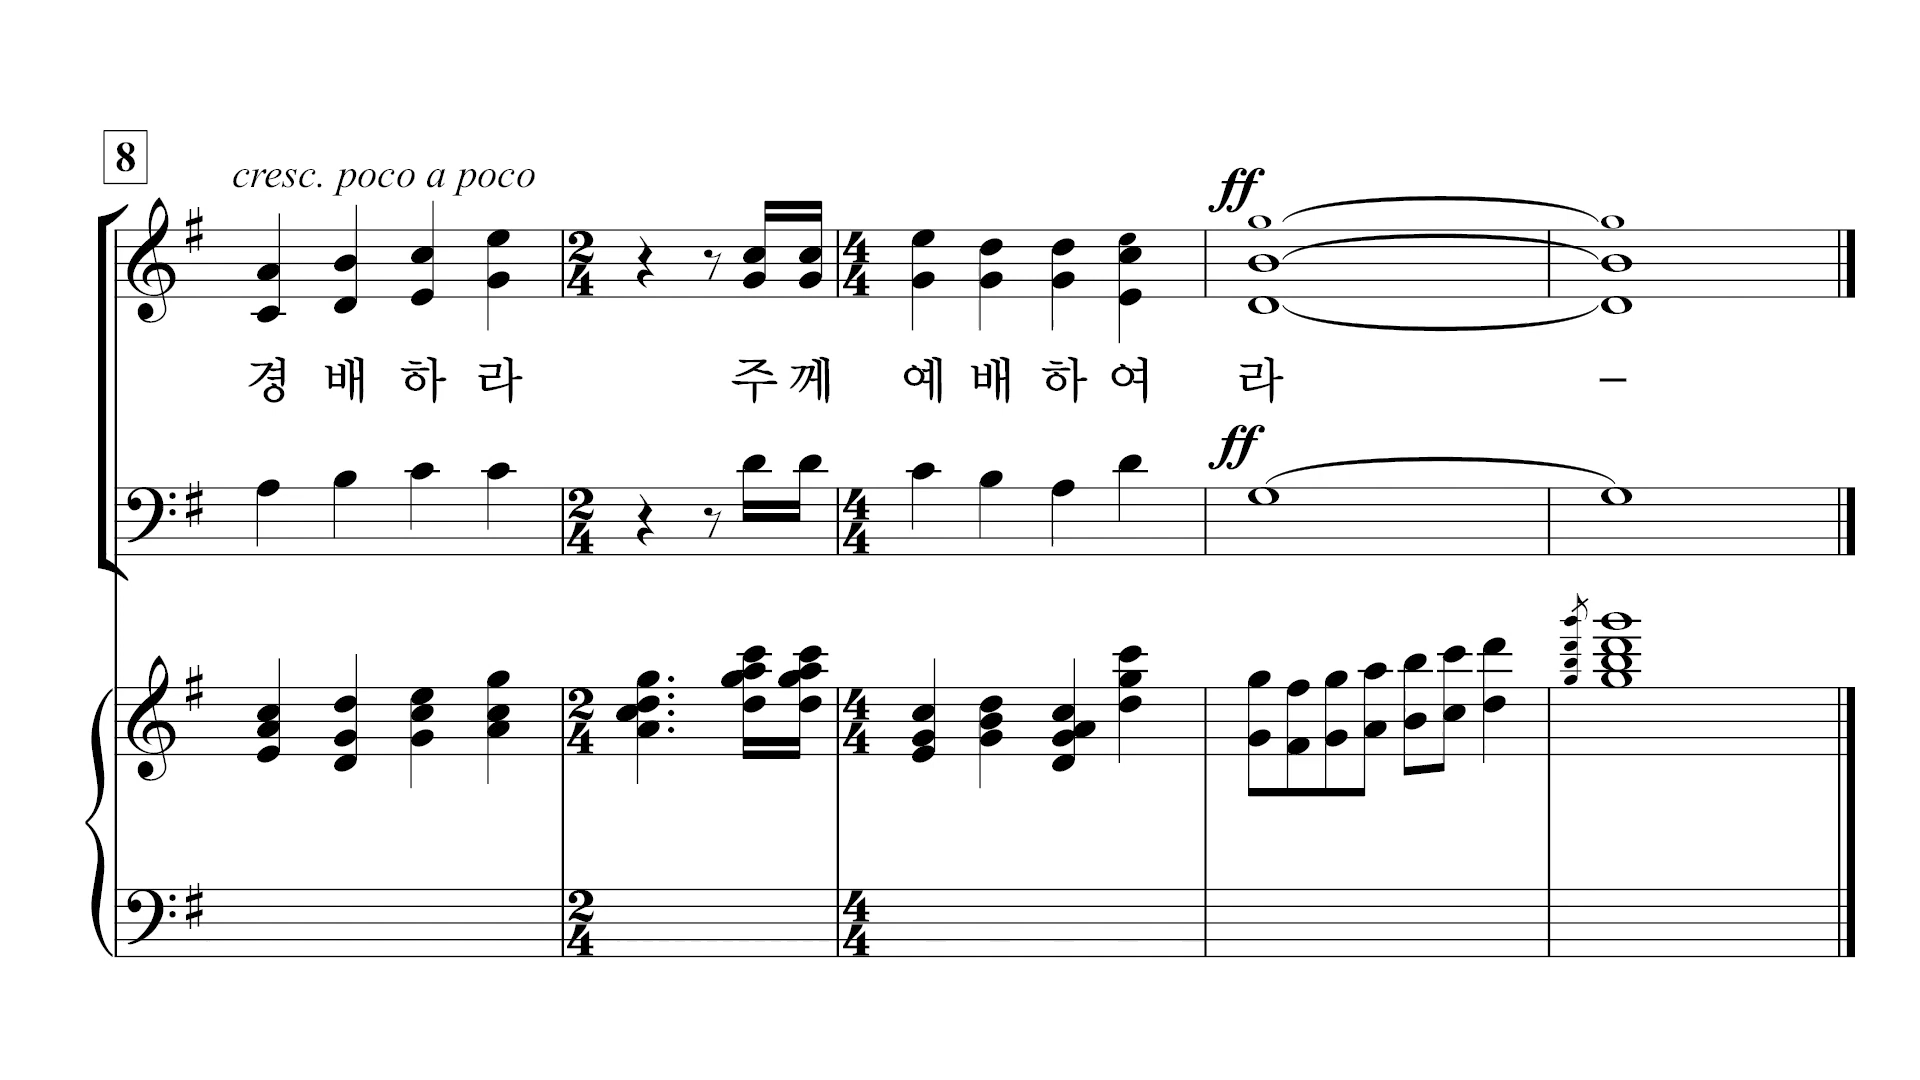 8
cresc. poco a poco
ff
경 배 하 라 주 께 예 배 하 여 라 –
ff